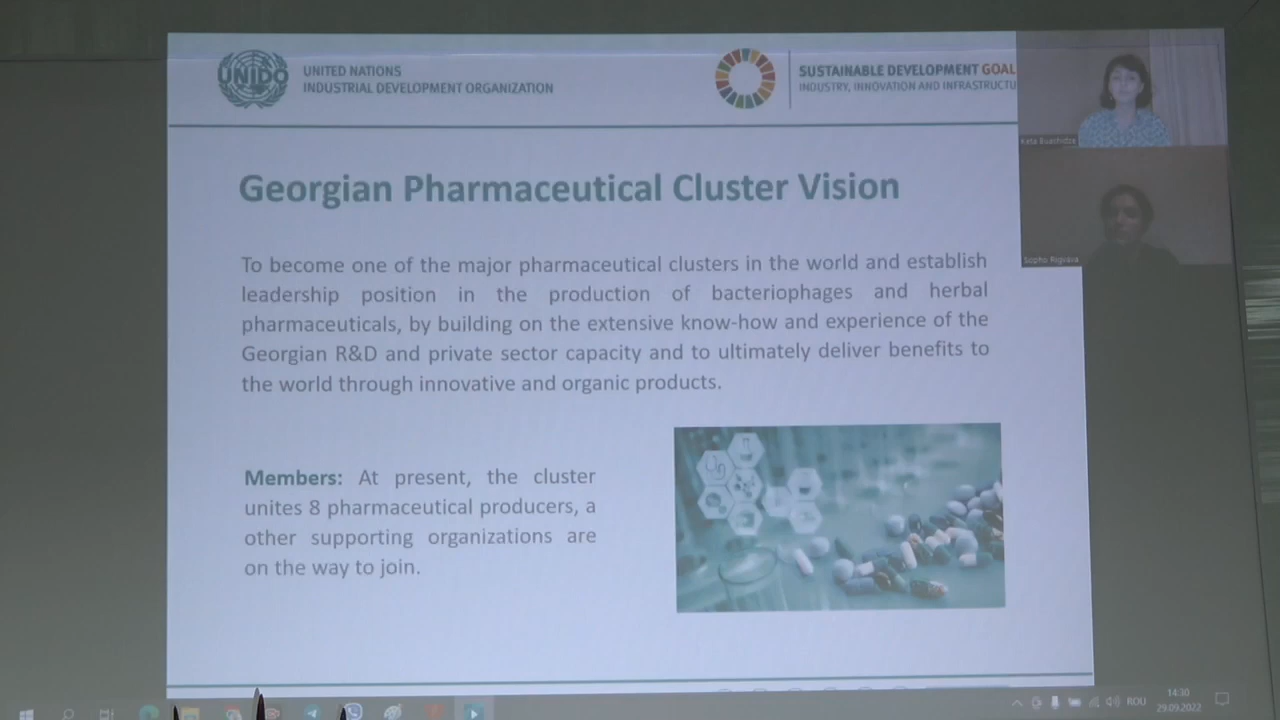 UNIDO
UNITED NATIONS
INDUSTRIAL DEVELOPMENT ORGANIZATION
SUSTAINABLE DEVELOPMENT GOAL
INDUSTRY, INNOVATION AND INFRASTRUCTU
Georgian Pharmaceutical Cluster Vision
To become one of the major pharmaceutical clusters in the world and establish
leadership position in the production of bacteriophages and herbal
pharmaceuticals, by building on the extensive know-how and experience of the
Georgian R&D and private sector capacity and to ultimately deliver benefits to
the world through innovative and organic products.
Members: At present, the cluster
unites 8 pharmaceutical producers, a
other supporting organizations are
on the way to join.
ROU
14:30
29.09.2022